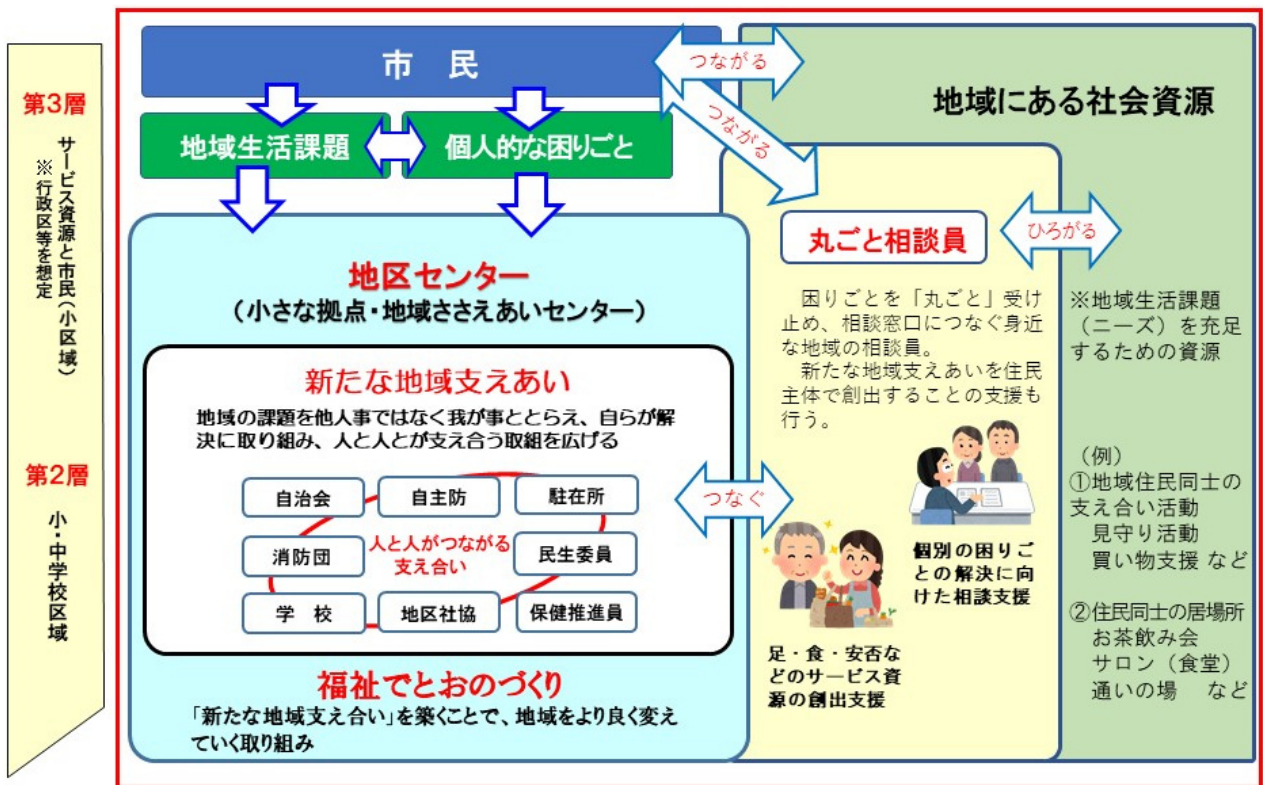 第3層
サービス資源と市民(小区域)
※行政区等を想定
第2層
小・中学校区域
市　民
地域生活課題
個人的な困りごと
つながる
つながる
地域にある社会資源
地区センター
(小さな拠点・地域ささえあいセンター)
新たな地域支えあい
地域の課題を他人事ではなく我が事ととらえ、自らが解
決に取り組み、人と人とが支え合う取組を広げる
自治会
自主防
駐在所
消防団
人と人がつながる
支え合い
民生委員
学　校
地区社協
保健推進員
福祉でとおのづくり
「新たな地域支え合い」を築くことで、地域をより良く変え
ていく取り組み
つなぐ
丸ごと相談員
ひろがる
困りごとを「丸ごと」受け
止め、相談窓口につなぐ身近
な地域の相談員。
新たな地域支えあいを住民
主体で創出することの支援も
行う。
個別の困りご
との解決に向
けた相談支援
足・食・安否な
どのサービス資
源の創出支援
※地域生活課題
(ニーズ)を充足
するための資源
(例)
①地域住民同士の
支え合い活動
見守り活動
買い物支援 など
②住民同士の居場所
お茶飲み会
サロン(食堂)
通いの場　など